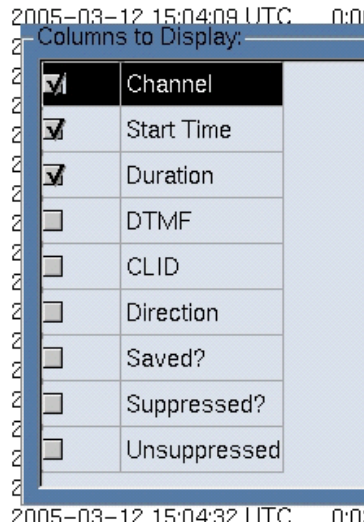 2005-03-12 15:04:09 UTC
Columns to Display:
Channel
Start Time
Duration
DTMF
CLID
Direction
Saved?
Suppressed?
Unsuppressed
2005-03-12 15:04:32 UTC